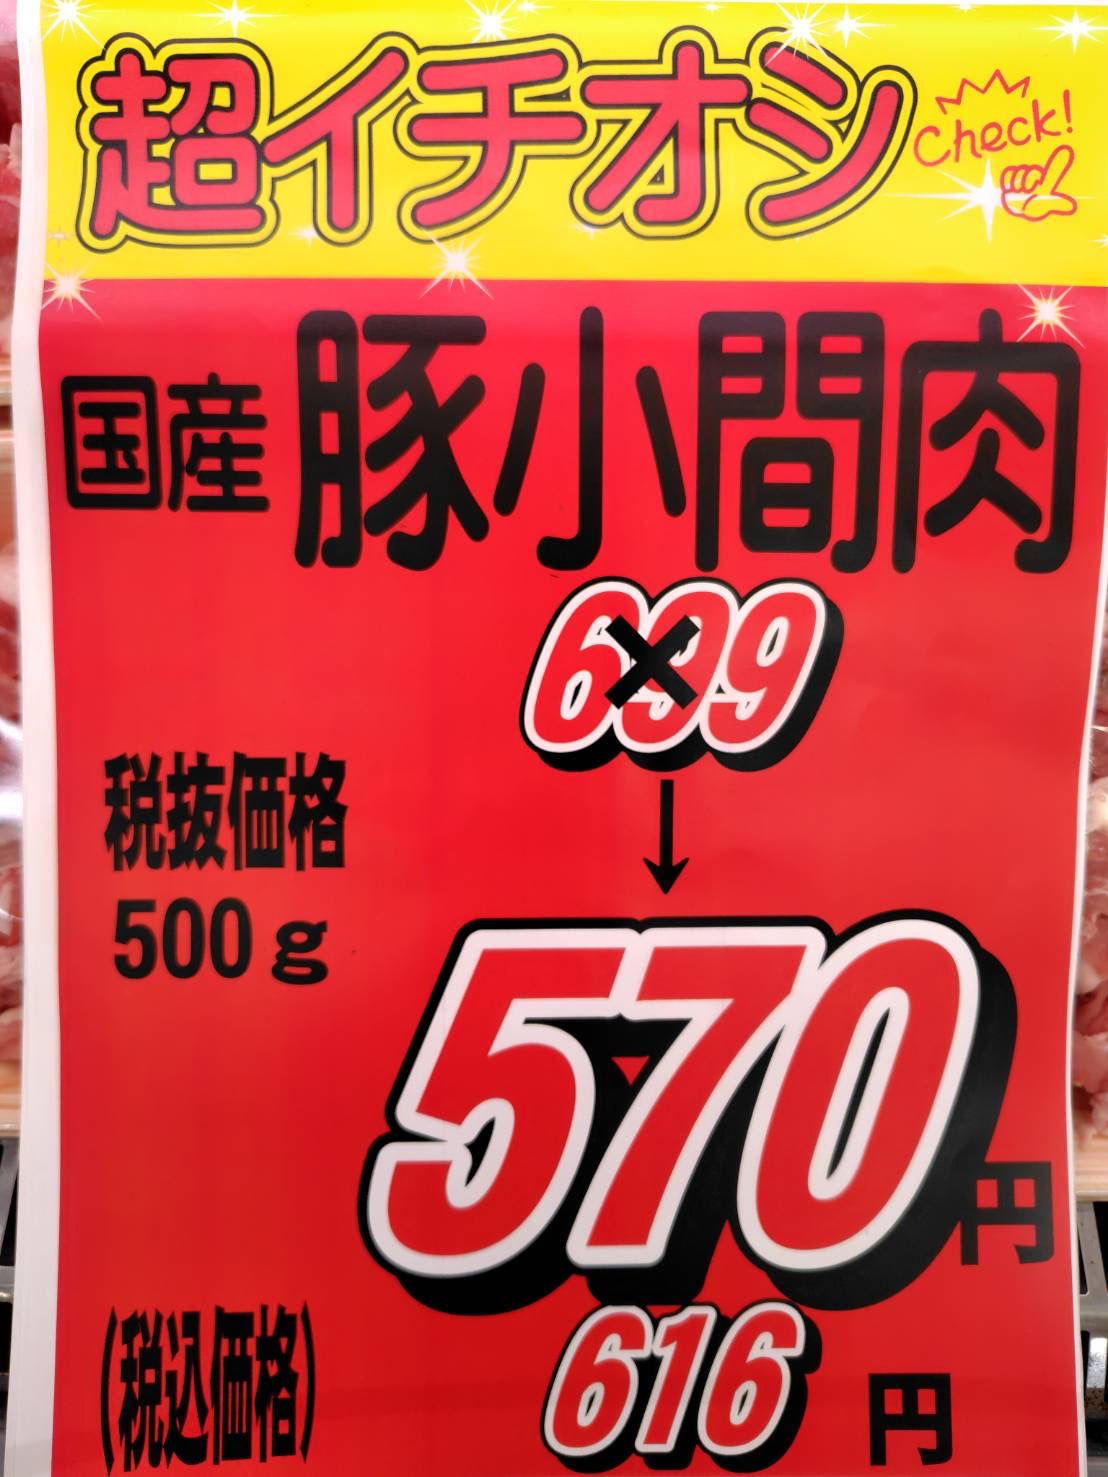 超イチオシ
Check!
国産 豚小間肉
699
税抜価格
500g
570円
(税込価格)
616円